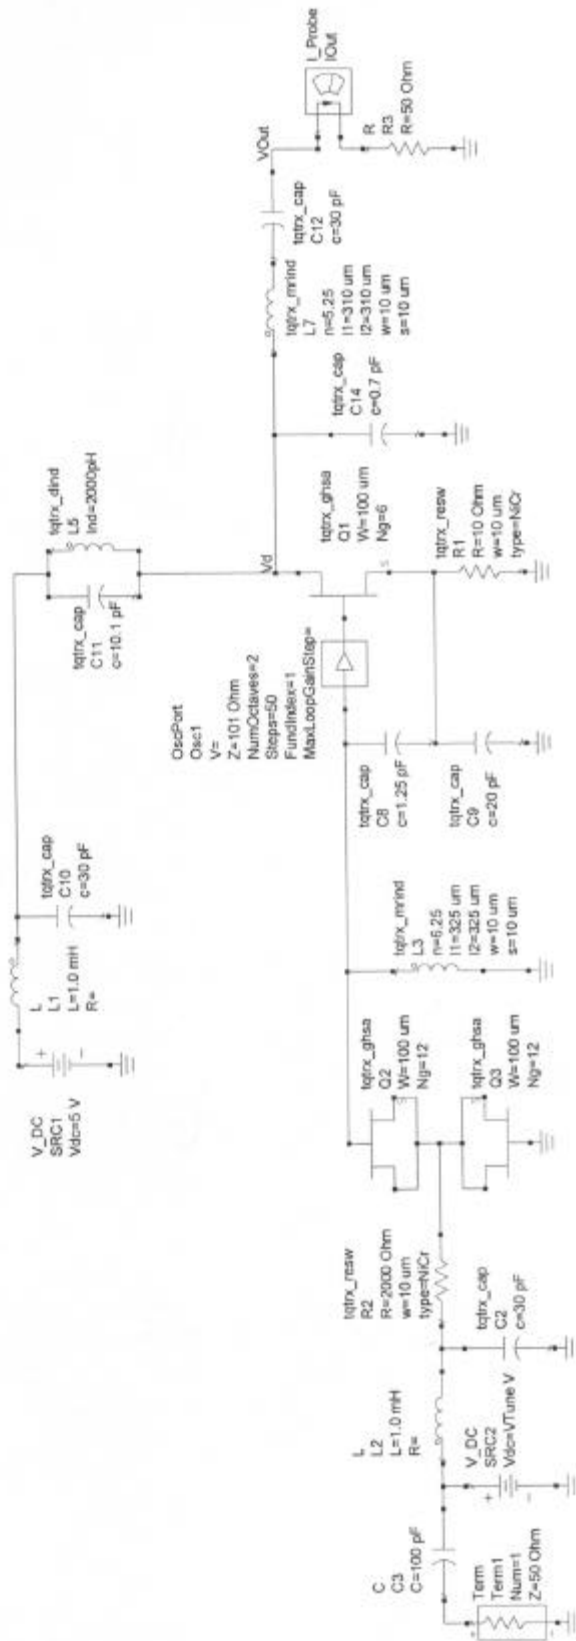 V_DC
SRC1
Vdc=5 V
L
L1
L=1.0 mH
R=
tqtrx_cap
C10
c=30 pF
tqtrx_cap
C11
c=10.1 pF
tqtrx_dind
L5
Ind=2000pH
OscPort
Osc1
V=
Z=101 Ohm
NumOctaves=2
Steps=50
FundIndex=1
MaxLoopGainStep=
Vd
tqtrx_ghsa
Q1
W=100 um
Ng=6
tqtrx_resw
R1
R=10 Ohm
w=10 um
type=NiCr
tqtrx_cap
C14
c=0.7 pF
tqtrx_mrind
L7
n=5.25
l1=310 um
l2=310 um
w=10 um
s=10 um
tqtrx_cap
C12
c=30 pF
VOut
I_Probe
IOut
R
R3
R=50 Ohm
Term
Term1
Num=1
Z=50 Ohm
C
C3
C=100 pF
V_DC
SRC2
Vdc=VTune V
L
L2
L=1.0 mH
R=
tqtrx_cap
C2
c=30 pF
tqtrx_resw
R2
R=2000 Ohm
w=10 um
type=NiCr
tqtrx_ghsa
Q2
W=100 um
Ng=12
tqtrx_ghsa
Q3
W=100 um
Ng=12
tqtrx_mrind
L3
n=6.25
l1=325 um
l2=325 um
w=10 um
s=10 um
tqtrx_cap
C8
c=1.25 pF
tqtrx_cap
C9
c=20 pF